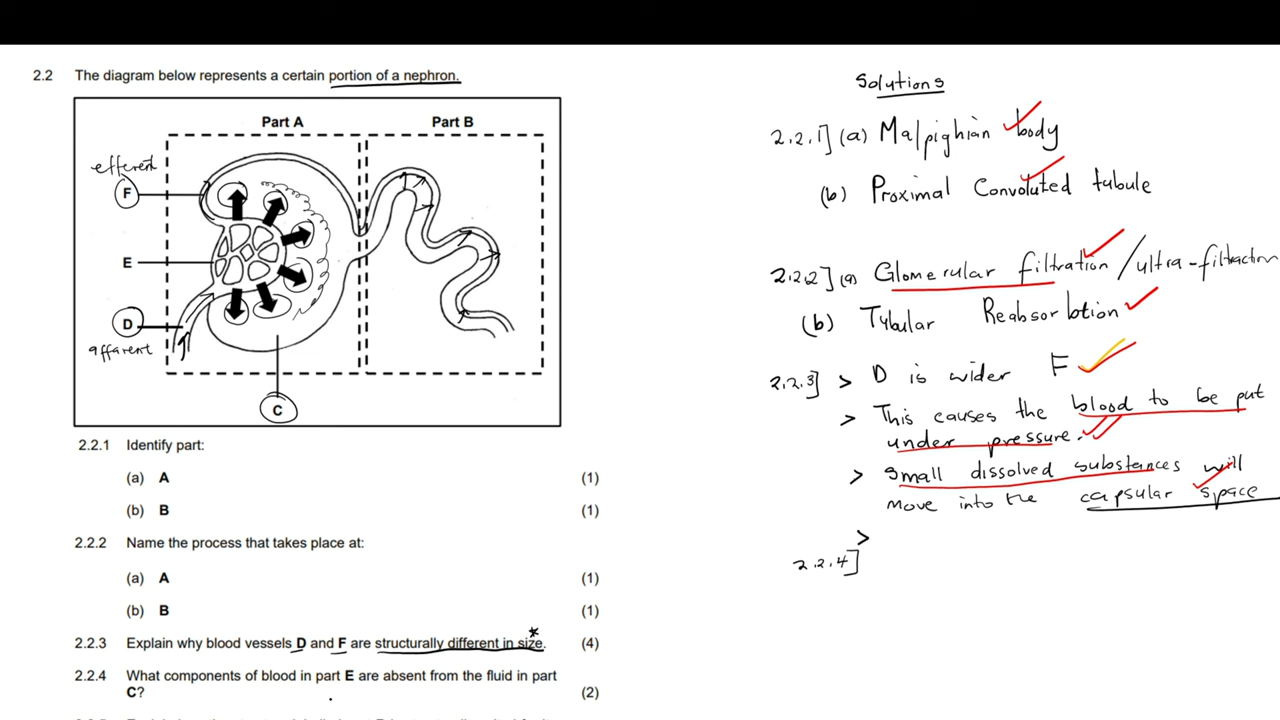 2.2 The diagram below represents a certain portion of a nephron.
Part A
Part B
efferent
F
E
D
afferent
C
2.2.1 Identify part:
(a) A (1)
(b) B (1)
2.2.2 Name the process that takes place at:
(a) A (1)
(b) B (1)
2.2.3 Explain why blood vessels D and F are structurally different in size. * (4)
2.2.4 What components of blood in part E are absent from the fluid in part
C? (2)
Solutions
2.2.1] (a) Malpighian body
(b) Proximal Convoluted tubule
2.2.2] (a) Glomerular filtration / ultra-filtraction
(b) Tybular Reabsorbtion
2.2.3] > D is wider F
> This causes the blood to be put
under pressure.
> Small dissolved substances will
move into the capsular space
>
2.2.4]